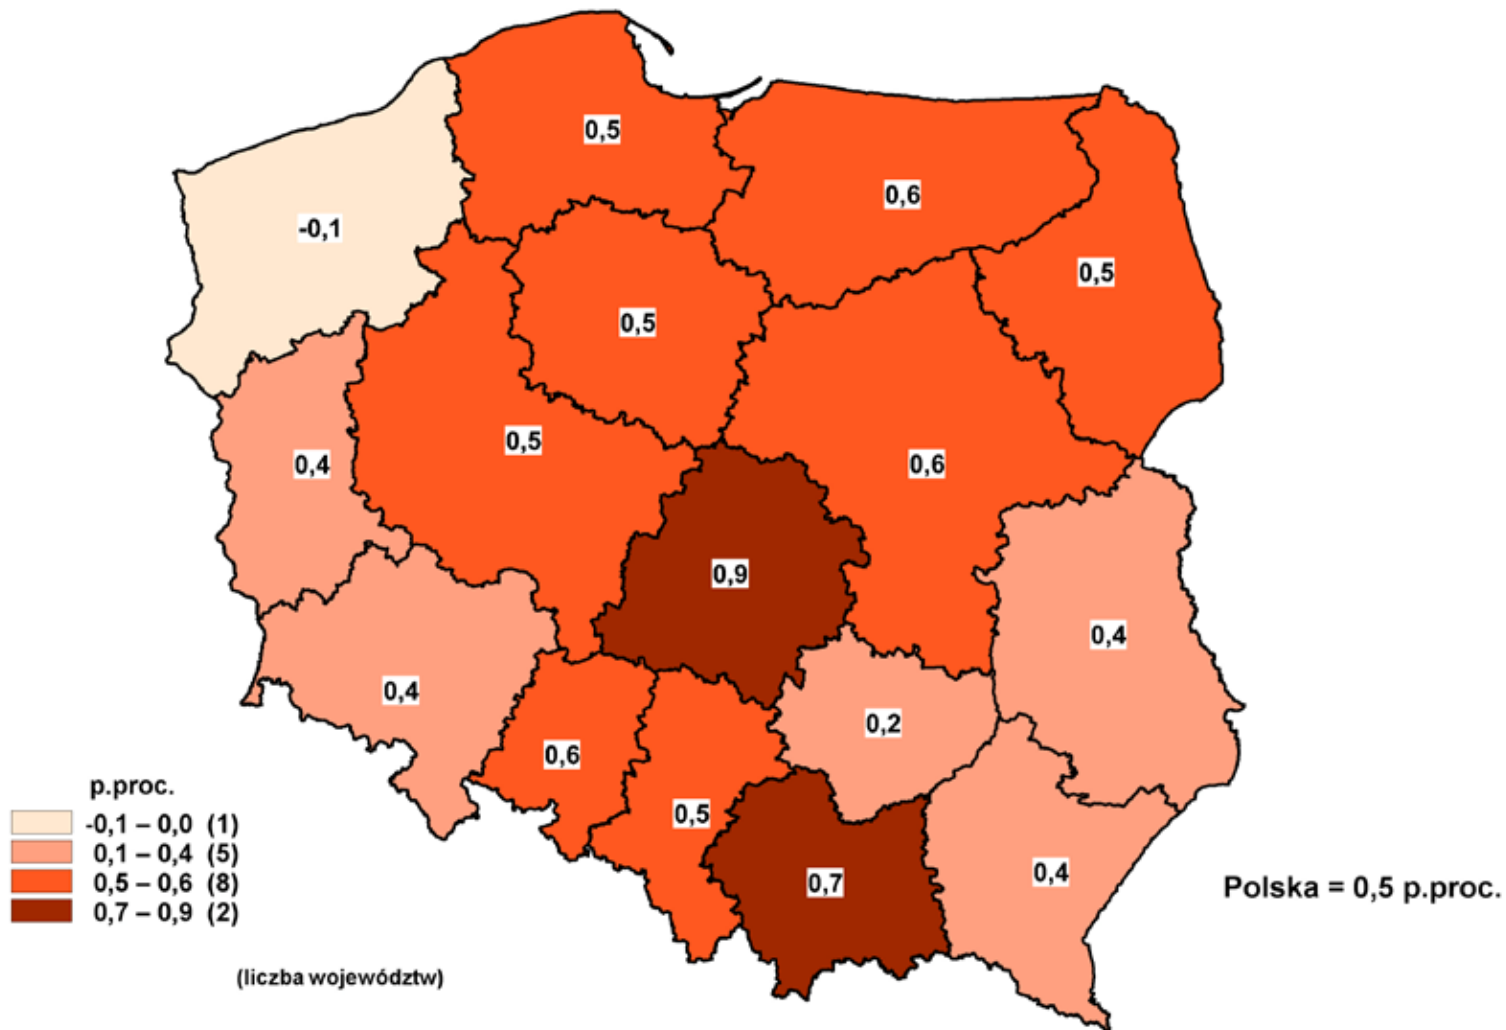 0,5
0,6
-0,1
0,5
0,5
0,5
0,4
0,6
0,9
0,4
0,4
0,2
0,6
0,5
0,7
0,4
p.proc.
-0,1 – 0,0 (1)
0,1 – 0,4 (5)
0,5 – 0,6 (8)
0,7 – 0,9 (2)
Polska = 0,5 p.proc.
(liczba województw)